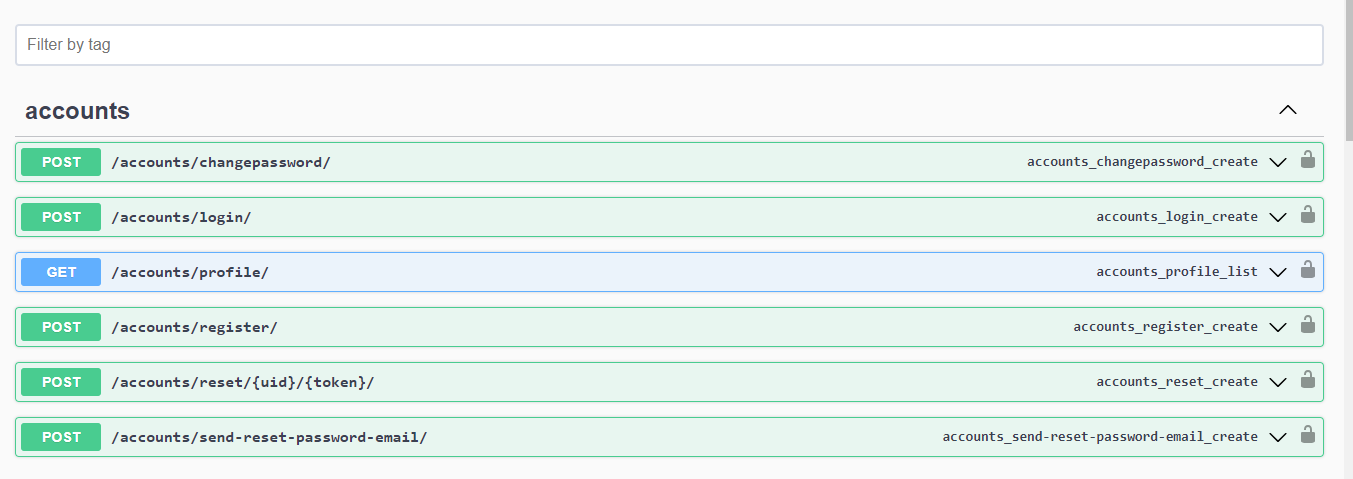 Filter by tag
accounts
POST /accounts/changepassword/ accounts_changepassword_create
POST /accounts/login/ accounts_login_create
GET /accounts/profile/ accounts_profile_list
POST /accounts/register/ accounts_register_create
POST /accounts/reset/{uid}/{token}/ accounts_reset_create
POST /accounts/send-reset-password-email/ accounts_send-reset-password-email_create